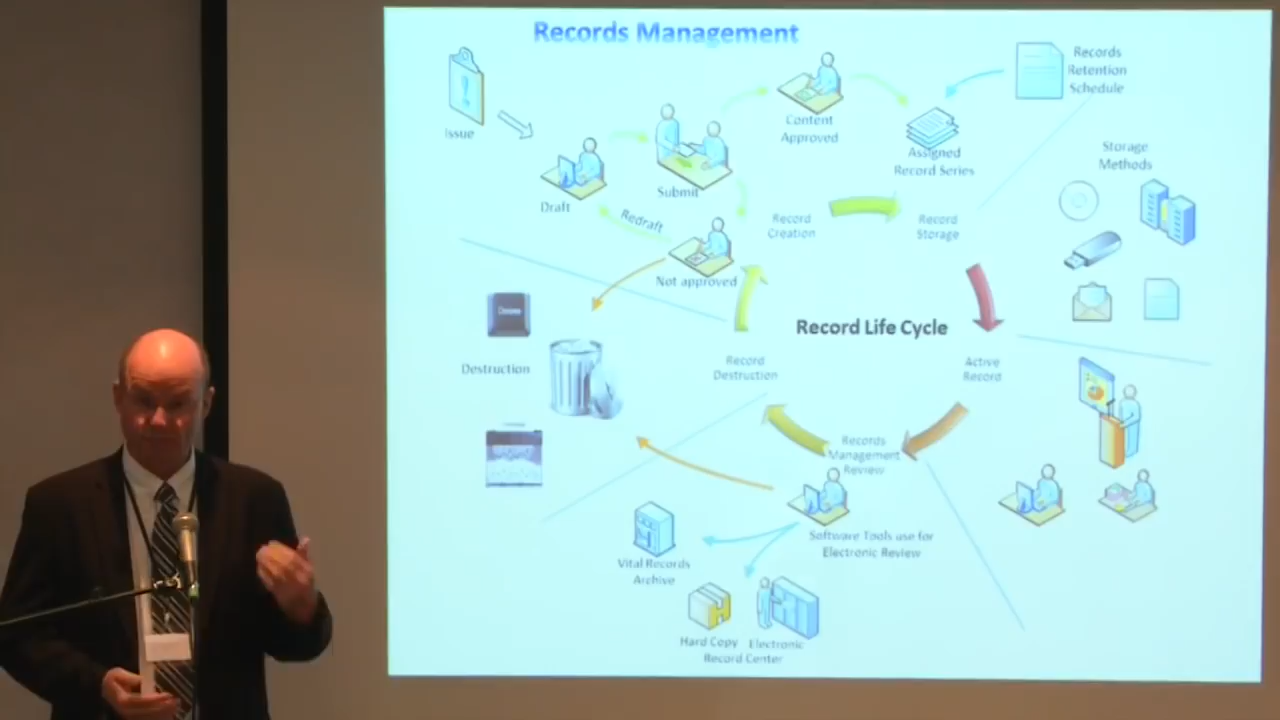 Records Management
Records
Retention
Schedule
Issue
Content
Approved
Assigned
Record Series
Storage
Methods
Draft
Submit
Redraft
Not approved
Record
Creation
Record
Storage
Record Life Cycle
Destruction
Record
Destruction
Active
Record
Records
Management
Review
Software Tools use for
Electronic Review
Vital Records
Archive
Hard Copy Electronic
Record Center